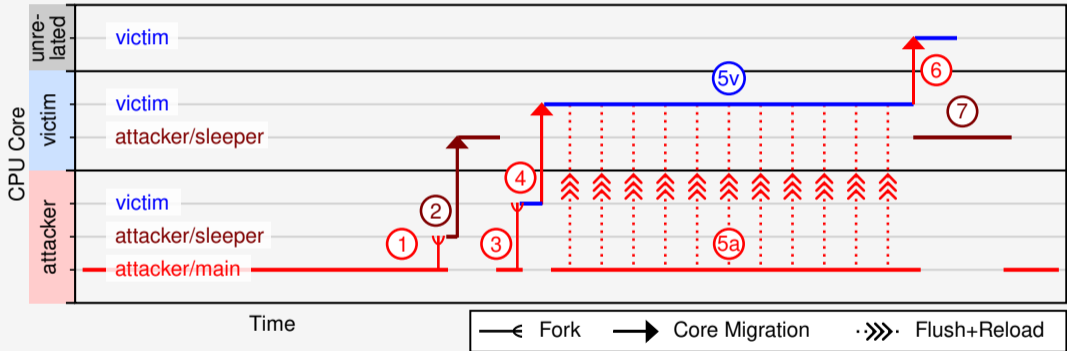 CPU Core
unre-
lated
victim
victim
victim
attacker/sleeper
attacker
victim
attacker/sleeper
attacker/main
1
2
3
4
5v
5a
6
7
Time
Fork
Core Migration
Flush+Reload